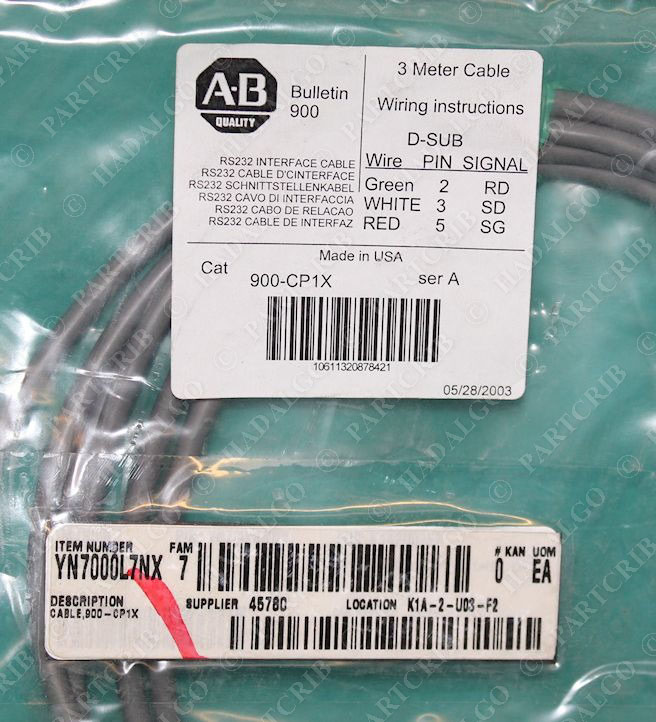 A-B
QUALITY
Bulletin
900
3 Meter Cable
Wiring instructions
D-SUB
Wire PIN SIGNAL
Green 2 RD
WHITE 3 SD
RED 5 SG
RS232 INTERFACE CABLE
RS232 CABLE D'CINTERFACE
RS232 SCHNITTSTELLENKABEL
RS232 CAVO DI INTERFACCIA
RS232 CABO DE RELACAO
RS232 CABLE DE INTERFAZ
Made in USA
Cat 900-CP1X ser A
10611320878421
05/28/2003
ITEM NUMBER FAM # KAN UOM
YN7000L7NX 7 0 EA
DESCRIPTION SUPPLIER 4578C LOCATION K1A-2-U03-F2
CABLE,900-CP1X
© PARTCRIB
HADALGO